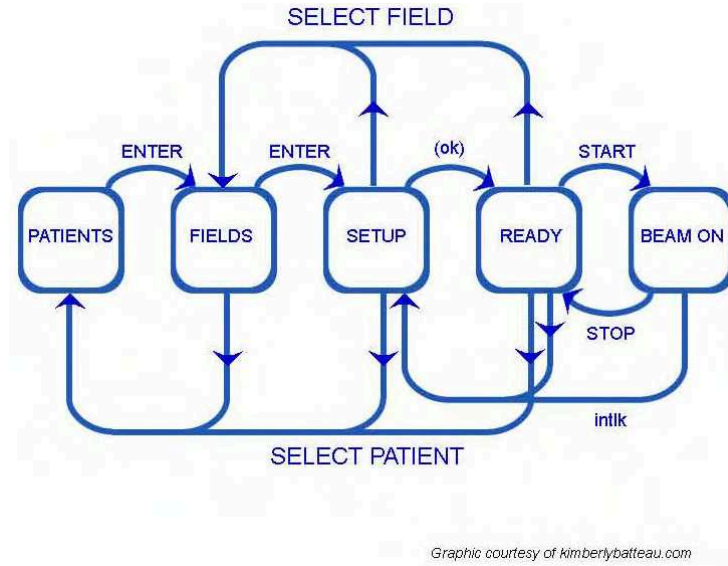 SELECT FIELD
ENTER
ENTER
(ok)
START
PATIENTS
FIELDS
SETUP
READY
BEAM ON
STOP
intlk
SELECT PATIENT
Graphic courtesy of kimberlybatteau.com